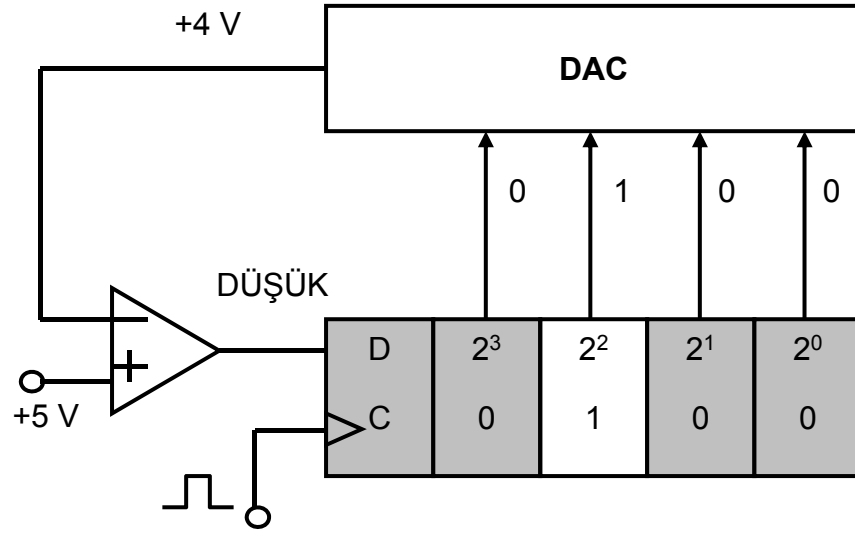 +4 V
DAC
0 1 0 0
DÜŞÜK
D 2³ 2² 2¹ 2⁰
+5 V
C 0 1 0 0